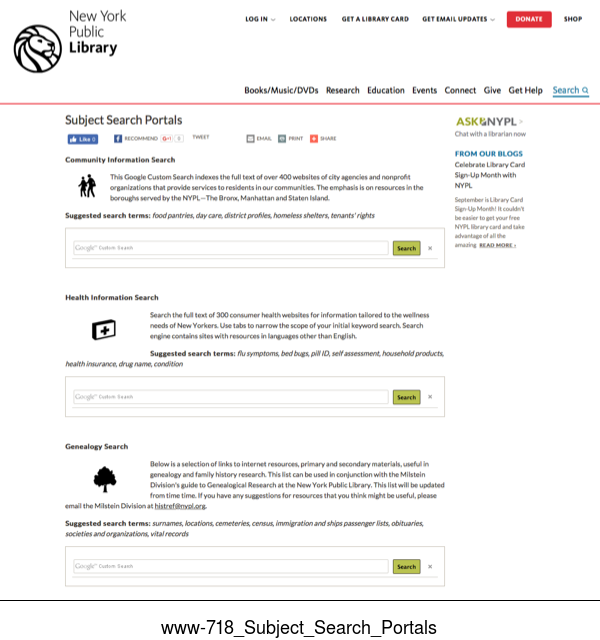 New York
Public
Library
LOG IN
LOCATIONS
GET A LIBRARY CARD
GET EMAIL UPDATES
DONATE
SHOP
Books/Music/DVDs Research Education Events Connect Give Get Help Search
Subject Search Portals
Like 0
RECOMMEND
G+1
0
TWEET
EMAIL
PRINT
SHARE
Community Information Search
This Google Custom Search indexes the full text of over 400 websites of city agencies and nonprofit
organizations that provide services to residents in our communities. The emphasis is on resources in the
boroughs served by the NYPL—The Bronx, Manhattan and Staten Island.
Suggested search terms: food pantries, day care, district profiles, homeless shelters, tenants' rights
Google™ Custom Search
Search
×
Health Information Search
Search the full text of 300 consumer health websites for information tailored to the wellness
needs of New Yorkers. Use tabs to narrow the scope of your initial keyword search. Search
engine contains sites with resources in languages other than English.
Suggested search terms: flu symptoms, bed bugs, pill ID, self assessment, household products,
health insurance, drug name, condition
Google™ Custom Search
Search
×
Genealogy Search
Below is a selection of links to internet resources, primary and secondary materials, useful in
genealogy and family history research. This list can be used in conjunction with the Milstein
Division's guide to Genealogical Research at the New York Public Library. This list will be updated
from time time. If you have any suggestions for resources that you think might be useful, please
email the Milstein Division at histref@nypl.org.
Suggested search terms: surnames, locations, cemeteries, census, immigration and ships passenger lists, obituaries,
societies and organizations, vital records
Google™ Custom Search
Search
×
ASK NYPL >
Chat with a librarian now
FROM OUR BLOGS
Celebrate Library Card
Sign-Up Month with
NYPL
September is Library Card
Sign-Up Month! It couldn't
be easier to get your free
NYPL library card and take
advantage of all the
amazing READ MORE ›
www-718_Subject_Search_Portals